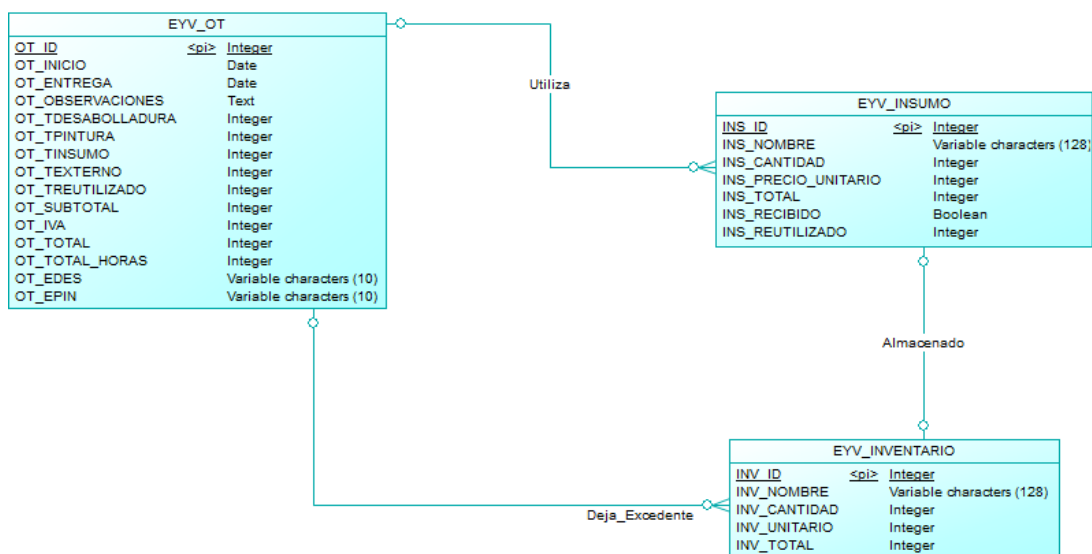 EYV_OT
OT_ID <pi> Integer
OT_INICIO Date
OT_ENTREGA Date
OT_OBSERVACIONES Text
OT_TDESABOLLADURA Integer
OT_TPINTURA Integer
OT_TINSUMO Integer
OT_TEXTERNO Integer
OT_TREUTILIZADO Integer
OT_SUBTOTAL Integer
OT_IVA Integer
OT_TOTAL Integer
OT_TOTAL_HORAS Integer
OT_EDES Variable characters (10)
OT_EPIN Variable characters (10)
Utiliza
EYV_INSUMO
INS_ID <pi> Integer
INS_NOMBRE Variable characters (128)
INS_CANTIDAD Integer
INS_PRECIO_UNITARIO Integer
INS_TOTAL Integer
INS_RECIBIDO Boolean
INS_REUTILIZADO Integer
Almacenado
Deja_Excedente
EYV_INVENTARIO
INV_ID <pi> Integer
INV_NOMBRE Variable characters (128)
INV_CANTIDAD Integer
INV_UNITARIO Integer
INV_TOTAL Integer